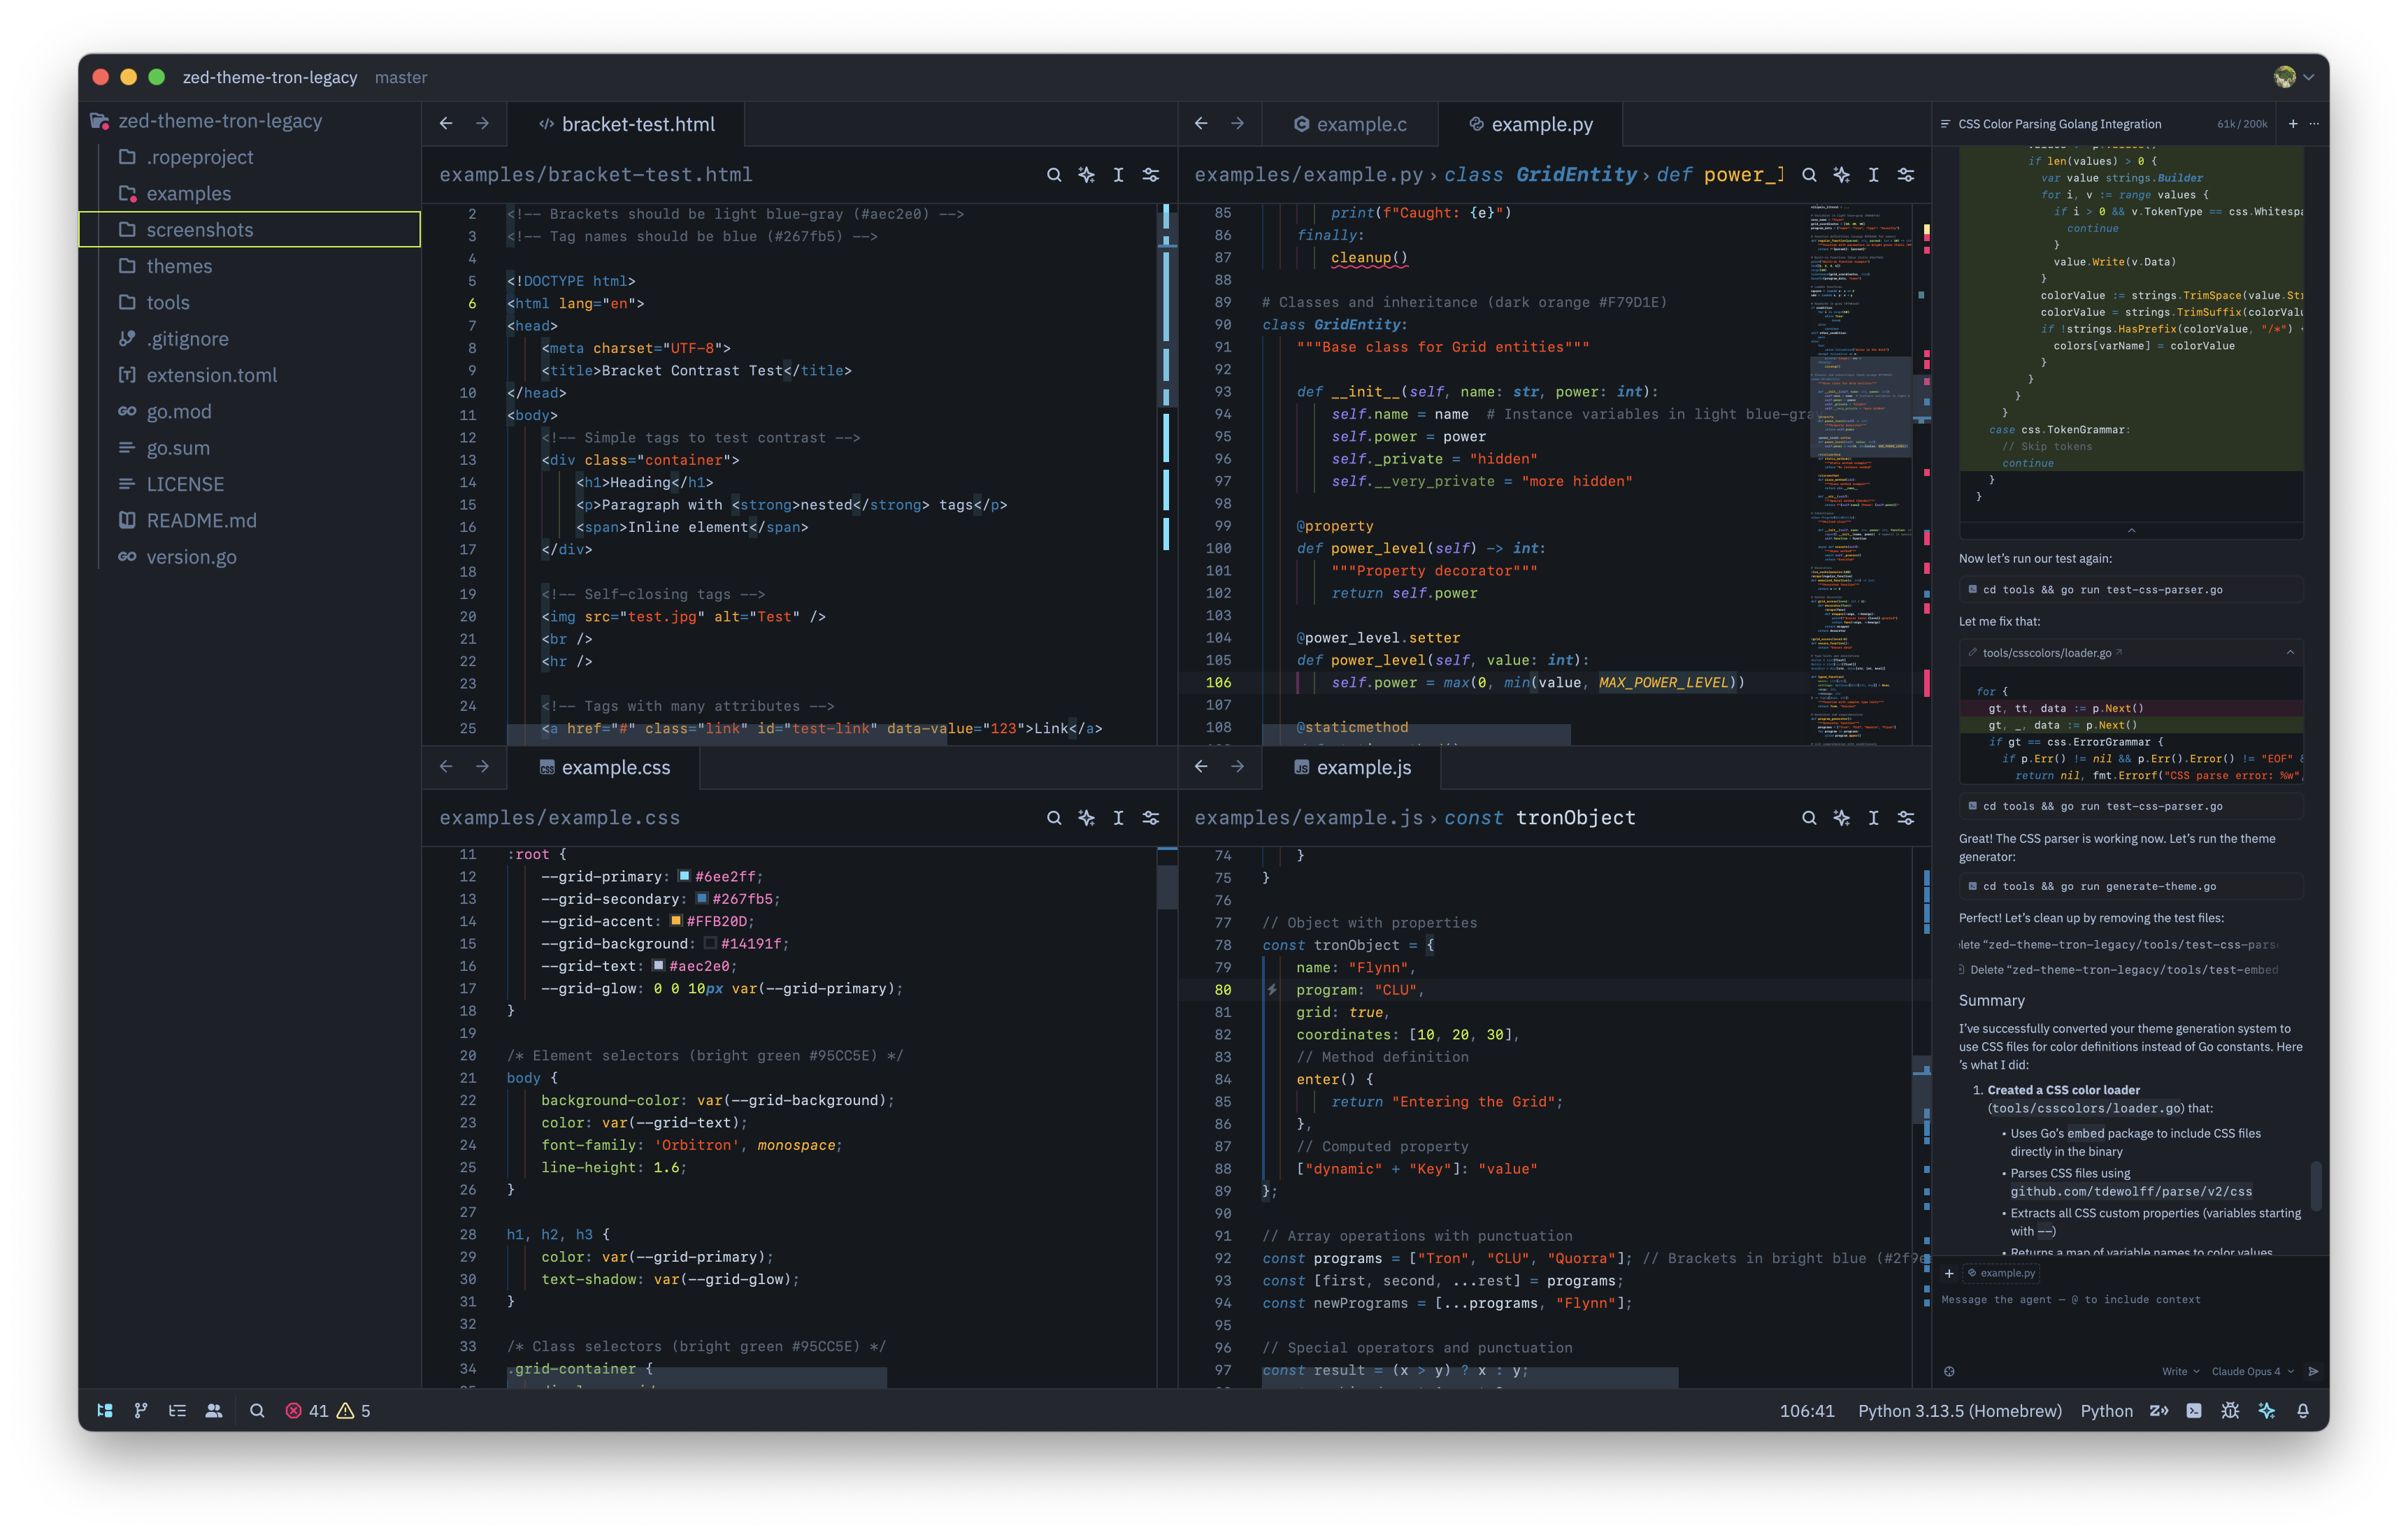 zed-theme-tron-legacy master
zed-theme-tron-legacy
.ropeproject
examples
screenshots
themes
tools
.gitignore
extension.toml
go.mod
go.sum
LICENSE
README.md
version.go
bracket-test.html
examples/bracket-test.html
2 <!-- Brackets should be light blue-gray (#aec2e0) -->
3 <!-- Tag names should be blue (#267fb5) -->
4
5 <!DOCTYPE html>
6 <html lang="en">
7 <head>
8 <meta charset="UTF-8">
9 <title>Bracket Contrast Test</title>
10 </head>
11 <body>
12 <!-- Simple tags to test contrast -->
13 <div class="container">
14 <h1>Heading</h1>
15 <p>Paragraph with <strong>nested</strong> tags</p>
16 <span>Inline element</span>
17 </div>
18
19 <!-- Self-closing tags -->
20 <img src="test.jpg" alt="Test" />
21 <br />
22 <hr />
23
24 <!-- Tags with many attributes -->
25 <a href="#" class="link" id="test-link" data-value="123">Link</a>
example.c example.py
examples/example.py › class GridEntity › def power_l
85 print(f"Caught: {e}")
86 finally:
87 cleanup()
88
89 # Classes and inheritance (dark orange #F79D1E)
90 class GridEntity:
91 """Base class for Grid entities"""
92
93 def __init__(self, name: str, power: int):
94 self.name = name # Instance variables in light blue-gray
95 self.power = power
96 self._private = "hidden"
97 self.__very_private = "more hidden"
98
99 @property
100 def power_level(self) -> int:
101 """Property decorator"""
102 return self.power
103
104 @power_level.setter
105 def power_level(self, value: int):
106 self.power = max(0, min(value, MAX_POWER_LEVEL))
107
108 @staticmethod
example.css
examples/example.css
11 :root {
12 --grid-primary: #6ee2ff;
13 --grid-secondary: #267fb5;
14 --grid-accent: #FFB20D;
15 --grid-background: #14191f;
16 --grid-text: #aec2e0;
17 --grid-glow: 0 0 10px var(--grid-primary);
18 }
19
20 /* Element selectors (bright green #95CC5E) */
21 body {
22 background-color: var(--grid-background);
23 color: var(--grid-text);
24 font-family: 'Orbitron', monospace;
25 line-height: 1.6;
26 }
27
28 h1, h2, h3 {
29 color: var(--grid-primary);
30 text-shadow: var(--grid-glow);
31 }
32
33 /* Class selectors (bright green #95CC5E) */
34 .grid-container {
example.js
examples/example.js › const tronObject
74 }
75 }
76
77 // Object with properties
78 const tronObject = {
79 name: "Flynn",
80 program: "CLU",
81 grid: true,
82 coordinates: [10, 20, 30],
83 // Method definition
84 enter() {
85 return "Entering the Grid";
86 },
87 // Computed property
88 ["dynamic" + "Key"]: "value"
89 };
90
91 // Array operations with punctuation
92 const programs = ["Tron", "CLU", "Quorra"]; // Brackets in bright blue (#2f9e
93 const [first, second, ...rest] = programs;
94 const newPrograms = [...programs, "Flynn"];
95
96 // Special operators and punctuation
97 const result = (x > y) ? x : y;
CSS Color Parsing Golang Integration 61k/200k
if len(values) > 0 {
var value strings.Builder
for i, v := range values {
if i > 0 && v.TokenType == css.Whitespa
continue
}
value.Write(v.Data)
}
colorValue := strings.TrimSpace(value.Str
colorValue = strings.TrimSuffix(colorValu
if !strings.HasPrefix(colorValue, "/*") {
colors[varName] = colorValue
}
}
}
}
case css.TokenGrammar:
// Skip tokens
continue
}
}
Now let's run our test again:
cd tools && go run test-css-parser.go
Let me fix that:
tools/csscolors/loader.go
for {
gt, tt, data := p.Next()
gt, _, data := p.Next()
if gt == css.ErrorGrammar {
if p.Err() != nil && p.Err().Error() != "EOF" &
return nil, fmt.Errorf("CSS parse error: %w",
cd tools && go run test-css-parser.go
Great! The CSS parser is working now. Let's run the theme
generator:
cd tools && go run generate-theme.go
Perfect! Let's clean up by removing the test files:
lete "zed-theme-tron-legacy/tools/test-css-pars
Delete "zed-theme-tron-legacy/tools/test-embed
Summary
I've successfully converted your theme generation system to
use CSS files for color definitions instead of Go constants. Here
's what I did:
1. Created a CSS color loader
(tools/csscolors/loader.go) that:
• Uses Go's embed package to include CSS files
directly in the binary
• Parses CSS files using
github.com/tdewolff/parse/v2/css
• Extracts all CSS custom properties (variables starting
with --)
• Returns a map of variable names to color values
example.py
Message the agent — @ to include context
Write Claude Opus 4
41 5
106:41 Python 3.13.5 (Homebrew) Python